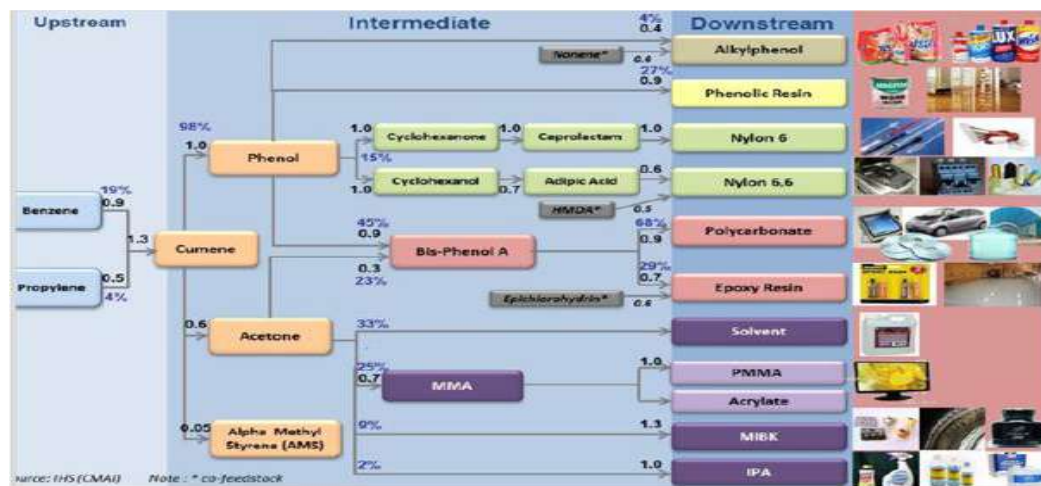 Upstream
Intermediate
Downstream
4%
0.4
Alkylphenol
Nonene*
0.6
27%
0.9
Phenolic Resin
98%
1.0
Phenol
1.0
Cyclohexanone
1.0
Caprolactam
1.0
Nylon 6
15%
1.0
Cyclohexanol
0.7
Adipic Acid
0.6
Nylon 6,6
HMDA*
0.5
19%
0.9
Benzene
1.3
Cumene
45%
0.9
Bis-Phenol A
68%
0.9
Polycarbonate
0.3
23%
29%
0.7
Epoxy Resin
Epichlorohydrin*
0.6
Propylene
0.5
4%
0.6
Acetone
33%
Solvent
25%
0.7
MMA
1.0
PMMA
Acrylate
0.05
Alpha Methyl
Styrene (AMS)
9%
1.3
MIBK
2%
1.0
IPA
urce: IHS (CMAI)
Note : * co-feedstock
LUX